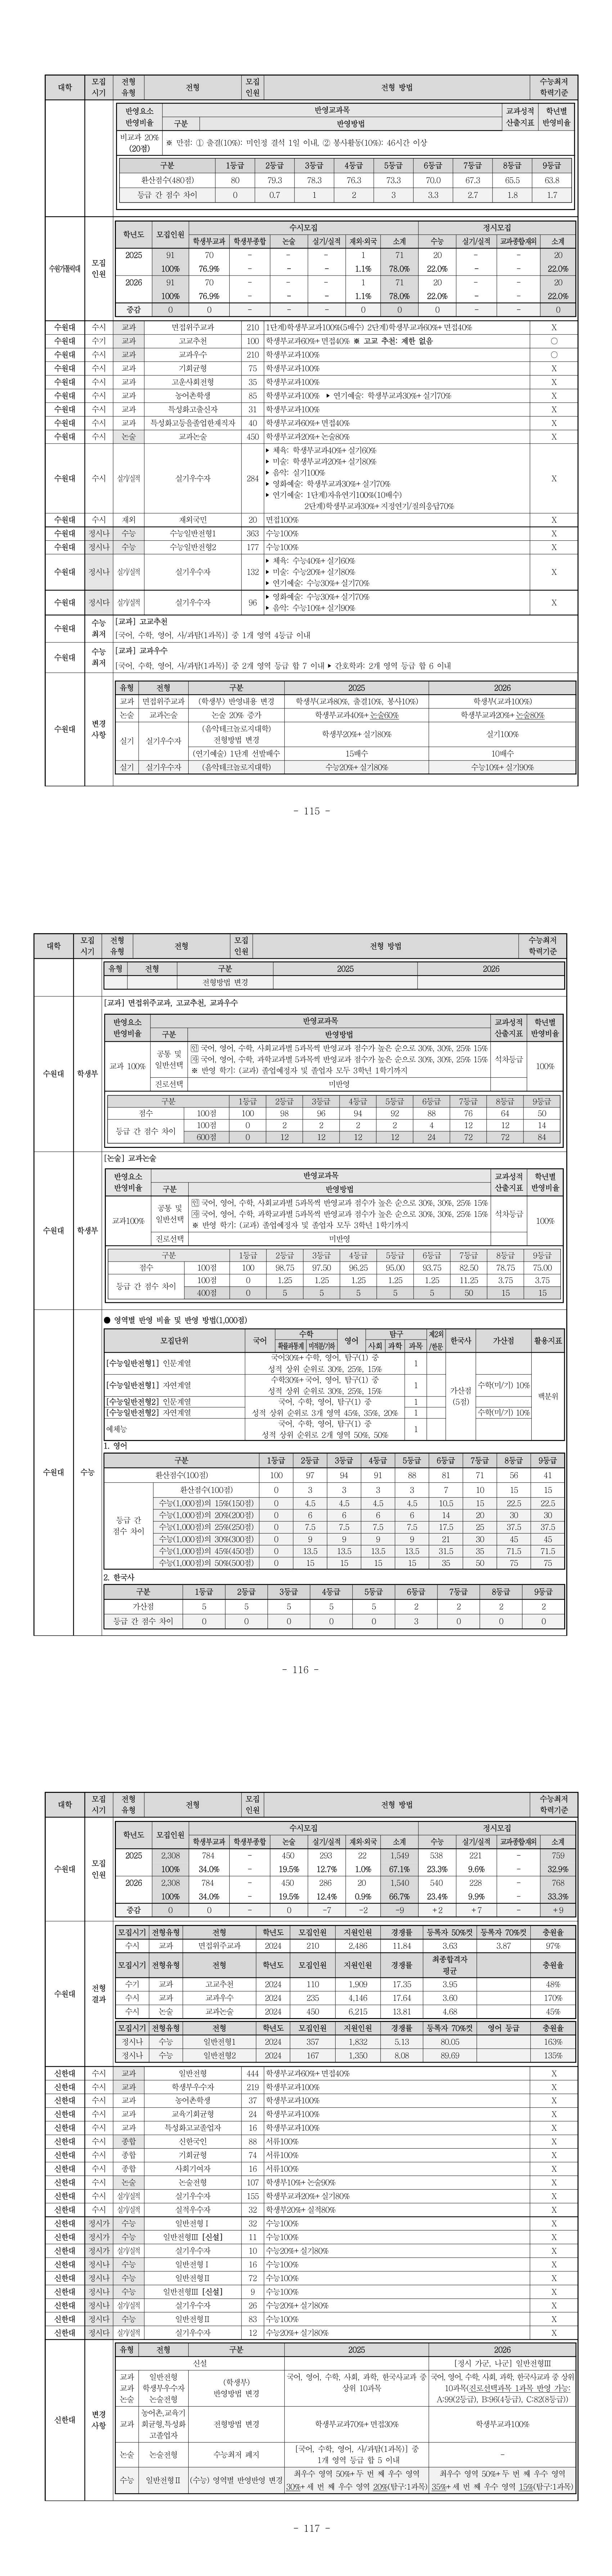 대학 모집시기 전형유형 전형 모집인원 전형 방법 수능최저학력기준
반영요소 반영비율 반영교과목 교과성적 산출지표 학년별 반영비율
구분 반영방법
비교과 20% (20점) ※ 만점: ① 출결(10%): 미인정 결석 1일 이내, ② 봉사활동(10%): 46시간 이상
구분 1등급 2등급 3등급 4등급 5등급 6등급 7등급 8등급 9등급
환산점수(480점) 80 79.3 78.3 76.3 73.3 70.0 67.3 65.5 63.8
등급 간 점수 차이 0 0.7 1 2 3 3.3 2.7 1.8 1.7
수원가톨릭대 모집인원
학년도 모집인원 수시모집 정시모집
학생부교과 학생부종합 논술 실기/실적 재외·외국 소계 수능 실기/실적 교과종합재외 소계
2025 91 70 - - - 1 71 20 - - 20
100% 76.9% - - - 1.1% 78.0% 22.0% - - 22.0%
2026 91 70 - - - 1 71 20 - - 20
100% 76.9% - - - 1.1% 78.0% 22.0% - - 22.0%
증감 0 0 - - - 0 0 0 - - 0
수원대 수시 교과 면접위주교과 210 1단계)학생부교과100%(5배수) 2단계)학생부교과60%+면접40% X
수원대 수기 교과 고교추천 100 학생부교과60%+면접40% ※ 고교 추천: 제한 없음 ○
수원대 수시 교과 교과우수 210 학생부교과100% ○
수원대 수시 교과 기회균형 75 학생부교과100% X
수원대 수시 교과 고운사회전형 35 학생부교과100% X
수원대 수시 교과 농어촌학생 85 학생부교과100% ▶ 연기예술: 학생부교과30%+실기70% X
수원대 수시 교과 특성화고출신자 31 학생부교과100% X
수원대 수시 교과 특성화고등을졸업한재직자 40 학생부교과60%+면접40% X
수원대 수시 논술 교과논술 450 학생부교과20%+논술80% X
수원대 수시 실기/실적 실기우수자 284 X
▶ 체육: 학생부교과40%+실기60%
▶ 미술: 학생부교과20%+실기80%
▶ 음악: 실기100%
▶ 영화예술: 학생부교과30%+실기70%
▶ 연기예술: 1단계)자유연기100%(10배수)
2단계)학생부교과30%+지정연기/질의응답70%
수원대 수시 재외 재외국민 20 면접100% X
수원대 정시나 수능 수능일반전형1 363 수능100% X
수원대 정시나 수능 수능일반전형2 177 수능100% X
수원대 정시나 실기/실적 실기우수자 132 X
▶ 체육: 수능40%+실기60%
▶ 미술: 수능20%+실기80%
▶ 연기예술: 수능30%+실기70%
수원대 정시다 실기/실적 실기우수자 96 X
▶ 영화예술: 수능30%+실기70%
▶ 음악: 수능10%+실기90%
수원대 수능최저 [교과] 고교추천
[국어, 수학, 영어, 사/과탐(1과목)] 중 1개 영역 4등급 이내
수원대 수능최저 [교과] 교과우수
[국어, 수학, 영어, 사/과탐(1과목)] 중 2개 영역 등급 합 7 이내 ▶ 간호학과: 2개 영역 등급 합 6 이내
수원대 변경사항
유형 전형 구분 2025 2026
교과 면접위주교과 (학생부) 반영내용 변경 학생부(교과80%, 출결10%, 봉사10%) 학생부(교과100%)
논술 교과논술 논술 20% 증가 학생부교과40%+논술60% 학생부교과20%+논술80%
실기 실기우수자 (음악테크놀로지대학) 전형방법 변경 학생부20%+실기80% 실기100%
(연기예술) 1단계 선발배수 15배수 10배수
실기 실기우수자 (음악테크놀로지대학) 수능20%+실기80% 수능10%+실기90%
- 115 -
대학 모집시기 전형유형 전형 모집인원 전형 방법 수능최저학력기준
유형 전형 구분 2025 2026
전형방법 변경
수원대 학생부 [교과] 면접위주교과, 고교추천, 교과우수
반영요소 반영비율 반영교과목 교과성적 산출지표 학년별 반영비율
구분 반영방법
교과 100% 공통 및 일반선택 석차등급 100%
인 국어, 영어, 수학, 사회교과별 5과목씩 반영교과 점수가 높은 순으로 30%, 30%, 25% 15%
자 국어, 영어, 수학, 과학교과별 5과목씩 반영교과 점수가 높은 순으로 30%, 30%, 25% 15%
※ 반영 학기: (교과) 졸업예정자 및 졸업자 모두 3학년 1학기까지
진로선택 미반영
구분 1등급 2등급 3등급 4등급 5등급 6등급 7등급 8등급 9등급
점수 100점 100 98 96 94 92 88 76 64 50
등급 간 점수 차이 100점 0 2 2 2 2 4 12 12 14
600점 0 12 12 12 12 24 72 72 84
수원대 학생부 [논술] 교과논술
반영요소 반영비율 반영교과목 교과성적 산출지표 학년별 반영비율
구분 반영방법
교과100% 공통 및 일반선택 석차등급 100%
인 국어, 영어, 수학, 사회교과별 5과목씩 반영교과 점수가 높은 순으로 30%, 30%, 25% 15%
자 국어, 영어, 수학, 과학교과별 5과목씩 반영교과 점수가 높은 순으로 30%, 30%, 25% 15%
※ 반영 학기: (교과) 졸업예정자 및 졸업자 모두 3학년 1학기까지
진로선택 미반영
구분 1등급 2등급 3등급 4등급 5등급 6등급 7등급 8등급 9등급
점수 100점 100 98.75 97.50 96.25 95.00 93.75 82.50 78.75 75.00
등급 간 점수 차이 100점 0 1.25 1.25 1.25 1.25 1.25 11.25 3.75 3.75
400점 0 5 5 5 5 5 50 15 15
수원대 수능 ● 영역별 반영 비율 및 반영 방법(1,000점)
모집단위 국어 수학 영어 탐구 제2외/한문 한국사 가산점 활용지표
확률과통계 미적분/기하 사회 과학 과목
[수능일반전형1] 인문계열 국어30%+수학, 영어, 탐구(1) 중 성적 상위 순위로 30%, 25%, 15% 1
[수능일반전형1] 자연계열 수학30%+국어, 영어, 탐구(1) 중 성적 상위 순위로 30%, 25%, 15% 1 가산점 (5점) 수학(미/기) 10% 백분위
[수능일반전형2] 인문계열 국어, 수학, 영어, 탐구(1) 중 1
[수능일반전형2] 자연계열 성적 상위 순위로 3개 영역 45%, 35%, 20% 1 수학(미/기) 10%
예체능 국어, 수학, 영어, 탐구(1) 중 성적 상위 순위로 2개 영역 50%, 50% 1
1. 영어
구분 1등급 2등급 3등급 4등급 5등급 6등급 7등급 8등급 9등급
환산점수(100점) 100 97 94 91 88 81 71 56 41
등급 간 점수 차이 환산점수(100점) 0 3 3 3 3 7 10 15 15
수능(1,000점)의 15%(150점) 0 4.5 4.5 4.5 4.5 10.5 15 22.5 22.5
수능(1,000점)의 20%(200점) 0 6 6 6 6 14 20 30 30
수능(1,000점)의 25%(250점) 0 7.5 7.5 7.5 7.5 17.5 25 37.5 37.5
수능(1,000점)의 30%(300점) 0 9 9 9 9 21 30 45 45
수능(1,000점)의 45%(450점) 0 13.5 13.5 13.5 13.5 31.5 35 71.5 71.5
수능(1,000점)의 50%(500점) 0 15 15 15 15 35 50 75 75
2. 한국사
구분 1등급 2등급 3등급 4등급 5등급 6등급 7등급 8등급 9등급
가산점 5 5 5 5 5 2 2 2 2
등급 간 점수 차이 0 0 0 0 0 3 0 0 0
- 116 -
대학 모집시기 전형유형 전형 모집인원 전형 방법 수능최저학력기준
수원대 모집인원
학년도 모집인원 수시모집 정시모집
학생부교과 학생부종합 논술 실기/실적 재외·외국 소계 수능 실기/실적 교과종합재외 소계
2025 2,308 784 - 450 293 22 1,549 538 221 - 759
100% 34.0% - 19.5% 12.7% 1.0% 67.1% 23.3% 9.6% - 32.9%
2026 2,308 784 - 450 286 20 1,540 540 228 - 768
100% 34.0% - 19.5% 12.4% 0.9% 66.7% 23.4% 9.9% - 33.3%
증감 0 0 - 0 -7 -2 -9 +2 +7 - +9
수원대 전형결과
모집시기 전형유형 전형 학년도 모집인원 지원인원 경쟁률 등록자 50%컷 등록자 70%컷 충원율
수시 교과 면접위주교과 2024 210 2,486 11.84 3.63 3.87 97%
모집시기 전형유형 전형 학년도 모집인원 지원인원 경쟁률 최종합격자 평균 충원율
수기 교과 고교추천 2024 110 1,909 17.35 3.95 48%
수시 교과 교과우수 2024 235 4,146 17.64 3.60 170%
수시 논술 교과논술 2024 450 6,215 13.81 4.68 45%
모집시기 전형유형 전형 학년도 모집인원 지원인원 경쟁률 등록자 70%컷 영어 등급 충원율
정시나 수능 일반전형1 2024 357 1,832 5.13 80.05 163%
정시나 수능 일반전형2 2024 167 1,350 8.08 89.69 135%
신한대 수시 교과 일반전형 444 학생부교과60%+면접40% X
신한대 수시 교과 학생부우수자 219 학생부교과100% X
신한대 수시 교과 농어촌학생 37 학생부교과100% X
신한대 수시 교과 교육기회균형 24 학생부교과100% X
신한대 수시 교과 특성화고졸업자 16 학생부교과100% X
신한대 수시 종합 신한국인 88 서류100% X
신한대 수시 종합 기회균형 74 서류100% X
신한대 수시 종합 사회기여자 16 서류100% X
신한대 수시 논술 논술전형 107 학생부10%+논술90% X
신한대 수시 실기/실적 실기우수자 155 학생부교과20%+실기80% X
신한대 수시 실기/실적 실적우수자 32 학생부20%+실적80% X
신한대 정시가 수능 일반전형Ⅰ 32 수능100% X
신한대 정시가 수능 일반전형Ⅲ [신설] 11 수능100% X
신한대 정시가 실기/실적 실기우수자 10 수능20%+실기80% X
신한대 정시나 수능 일반전형Ⅰ 16 수능100% X
신한대 정시나 수능 일반전형Ⅱ 72 수능100% X
신한대 정시나 수능 일반전형Ⅲ [신설] 9 수능100% X
신한대 정시나 실기/실적 실기우수자 26 수능20%+실기80% X
신한대 정시다 수능 일반전형Ⅱ 83 수능100% X
신한대 정시다 실기/실적 실기우수자 12 수능20%+실기80% X
신한대 변경사항
유형 전형 구분 2025 2026
신설 [정시 가군, 나군] 일반전형Ⅲ
교과 교과 논술 일반전형 학생부우수자 논술전형 (학생부) 반영방법 변경 국어, 영어, 수학, 사회, 과학, 한국사교과 중 상위 10과목 국어, 영어, 수학, 사회, 과학, 한국사교과 중 상위 10과목(진로선택과목 1과목 반영 가능: A:99(2등급), B:96(4등급), C:82(8등급))
교과 농어촌,교육기회균형,특성화고졸업자 전형방법 변경 학생부교과70%+면접30% 학생부교과100%
논술 논술전형 수능최저 폐지 [국어, 수학, 영어, 사/과탐(1과목)] 중 1개 영역 등급 합 5 이내 -
수능 일반전형Ⅱ (수능) 영역별 반영반영 변경 최우수 영역 50%+두 번 째 우수 영역 30%+세 번 째 우수 영역 20%(탐구:1과목) 최우수 영역 50%+두 번 째 우수 영역 35%+세 번 째 우수 영역 15%(탐구:1과목)
- 117 -